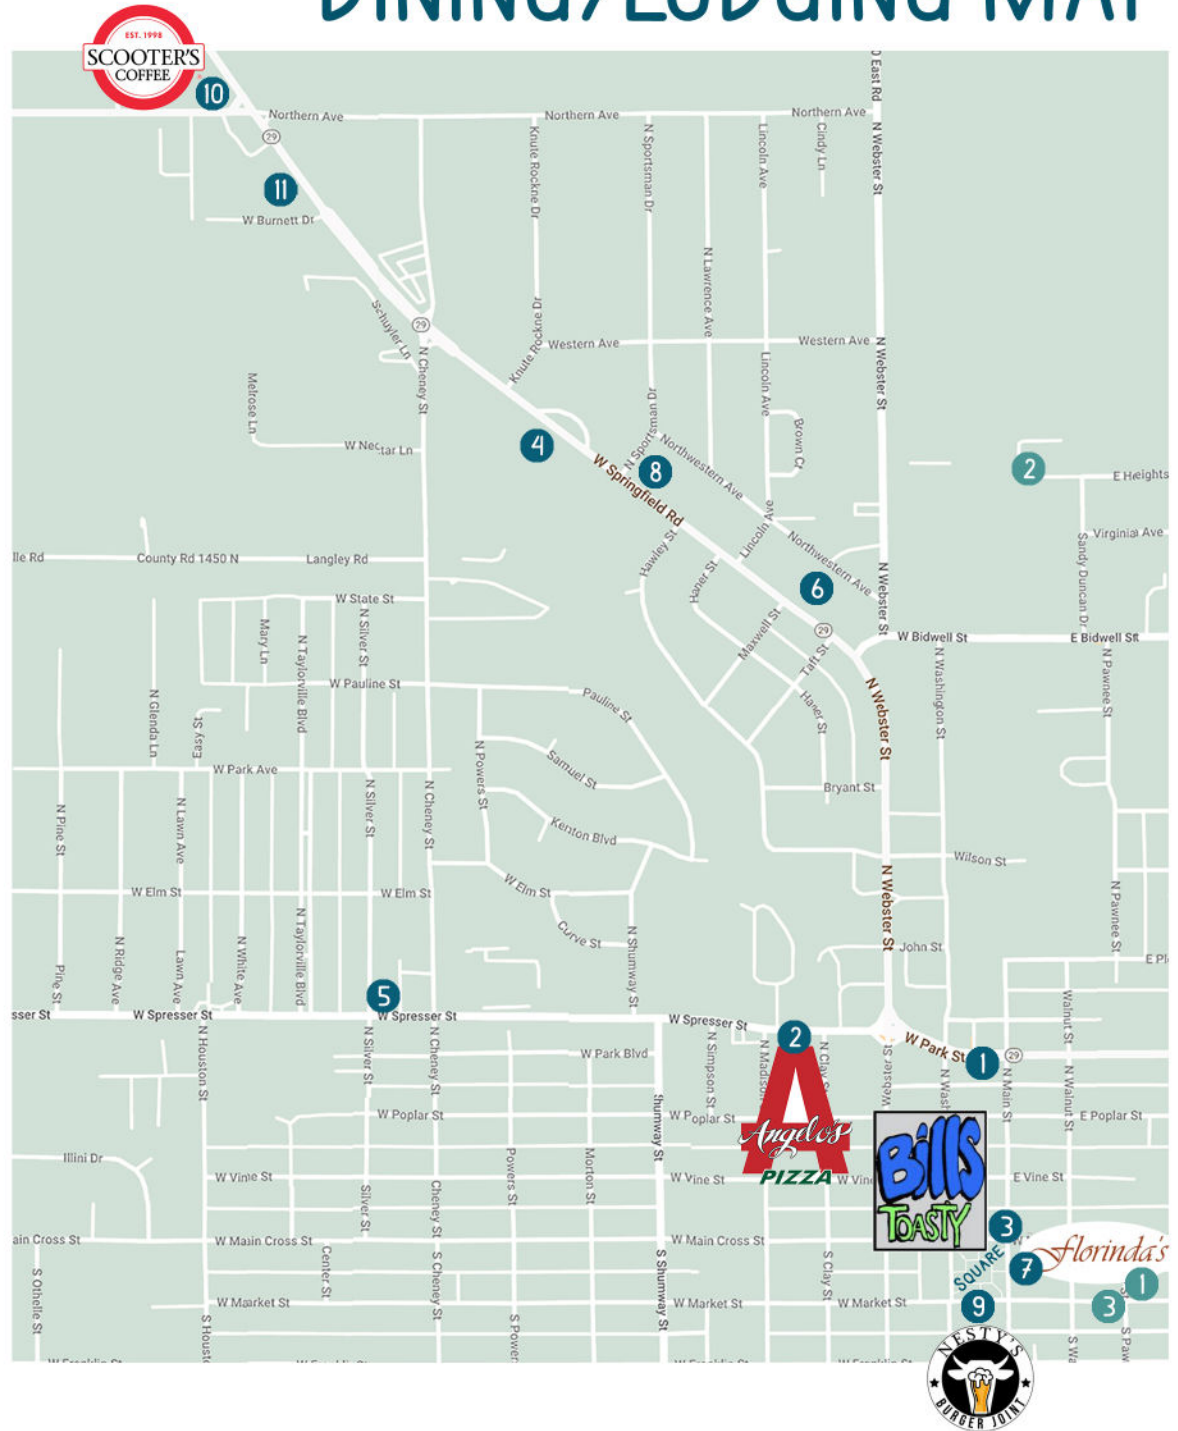 DINING/LODGING MAP
EST. 1998
SCOOTER'S
COFFEE
10
Northern Ave
Northern Ave
Northern Ave
0 East Rd
29
11
W Burnett Dr
Knute Rockne Dr
N Sportsman Dr
Lincoln Ave
Cindy Ln
N Webster St
N Lawrence Ave
Schuyler Ln
29
N Cheney St
Knute Rockne Dr
Western Ave
Western Ave
N Webster St
Lincoln Ave
Melrose Ln
W Nectar Ln
4
N Sportsman Dr
8
Northwestern Ave
Brown Ct
2
E Heights
W Springfield Rd
lle Rd
County Rd 1450 N
Langley Rd
Hawley St
Haner St
Lincoln Ave
Northwestern Ave
N Webster St
Virginia Ave
Sandy Duncan Dr
6
W State St
Mary Ln
N Taylorville Blvd
N Silver St
Maxwell St
29
Taft St
W Bidwell St
E Bidwell St
N Washington St
N Pawnee St
W Pauline St
Pauline St
Haner St
N Webster St
N Glenda Ln
Easy St
W Park Ave
N Powers St
Samuel St
Bryant St
N Pine St
N Lawn Ave
N Silver St
N Cheney St
Kenton Blvd
Wilson St
W Elm St
W Elm St
W Elm St
N Webster St
N Pawnee St
Curve St
N Shumway St
John St
E Pl
Pine St
N Ridge Ave
Lawn Ave
N White Ave
N Taylorville Blvd
5
sser St
W Spresser St
W Spresser St
W Spresser St
2
W Park St
1
29
Walnut St
N Houston St
N Silver St
N Cheney St
W Park Blvd
N Simpson St
N Madison
N Clay St
Webster St
N Wash
N Main St
N Walnut St
W Poplar St
Shumway St
W Poplar St
E Poplar St
Angelo's
PIZZA
Bills
TOASTY
Illini Dr
W Vine St
Powers St
Morton St
W Vine St
W Vin
E Vine St
Silver St
Cheney St
3
ain Cross St
W Main Cross St
W Main Cross St
Florinda's
SQUARE
7
1
S Othelle St
Center St
S Cheney St
S Shumway St
S Clay St
W Market St
W Market St
W Market St
9
3
S Houst
S Power
S Wa
S Paw
NESTY'S
BURGER JOINT